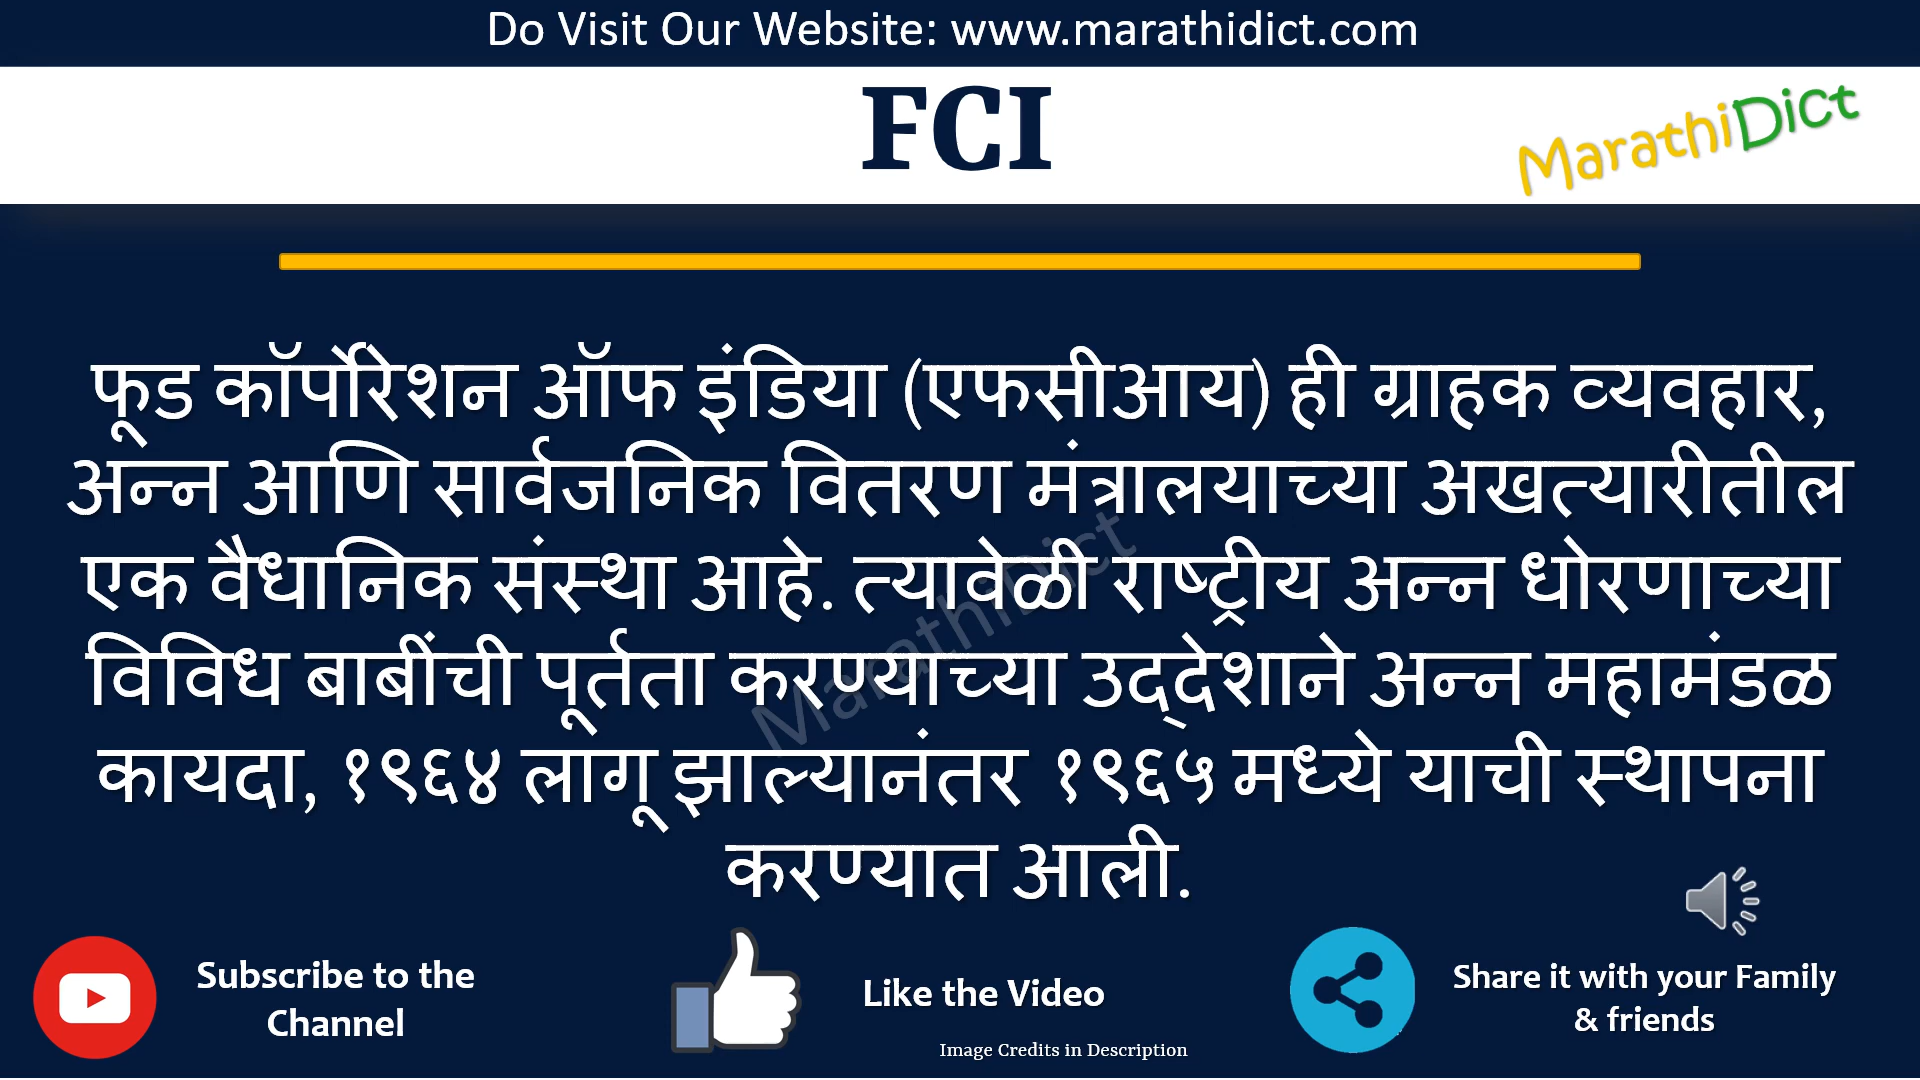 Do Visit Our Website: www.marathidict.com
FCI
MarathiDict
फूड कॉर्पोरेशन ऑफ इंडिया (एफसीआय) ही ग्राहक व्यवहार,
अन्न आणि सार्वजनिक वितरण मंत्रालयाच्या अखत्यारीतील
एक वैधानिक संस्था आहे. त्यावेळी राष्ट्रीय अन्न धोरणाच्या
विविध बाबींची पूर्तता करण्याच्या उद्देशाने अन्न महामंडळ
कायदा, १९६४ लागू झाल्यानंतर १९६५ मध्ये याची स्थापना
करण्यात आली.
MarathiDict
Subscribe to the
Channel
Like the Video
Share it with your Family
& friends
Image Credits in Description